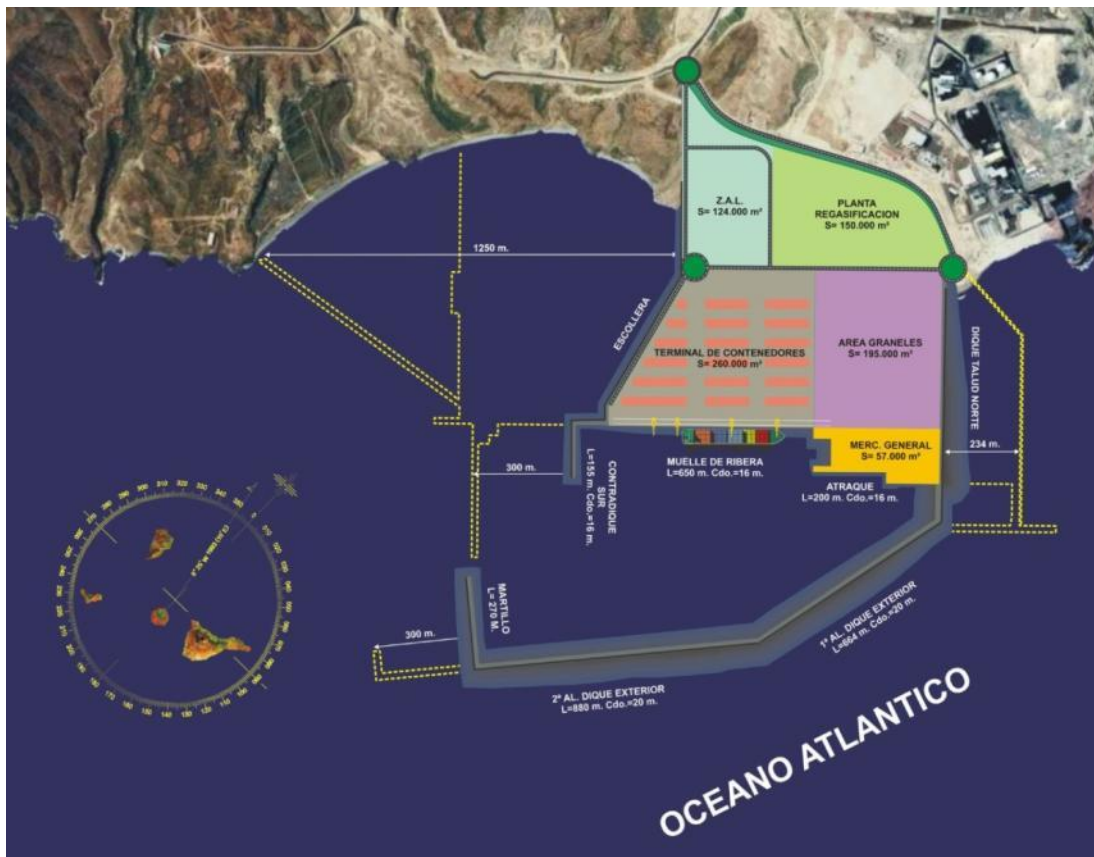 Z.A.L.
S= 124.000 m²
PLANTA
REGASIFICACION
S= 150.000 m²
1250 m.
ESCOLLERA
TERMINAL DE CONTENEDORES
S= 260.000 m²
AREA GRANELES
S= 195.000 m²
DIQUE TALUD NORTE
MERC. GENERAL
S= 57.000 m²
234 m.
MUELLE DE RIBERA
L=650 m. Cdo.=16 m.
ATRAQUE
L=200 m. Cdo.=16 m.
300 m.
CONTRADIQUE
SUR
L=155 m. Cdo.=16 m.
MARTILLO
L= 270 M.
300 m.
1ª AL. DIQUE EXTERIOR
L=664 m. Cdo.=20 m.
2ª AL. DIQUE EXTERIOR
L=880 m. Cdo.=20 m.
OCEANO ATLANTICO